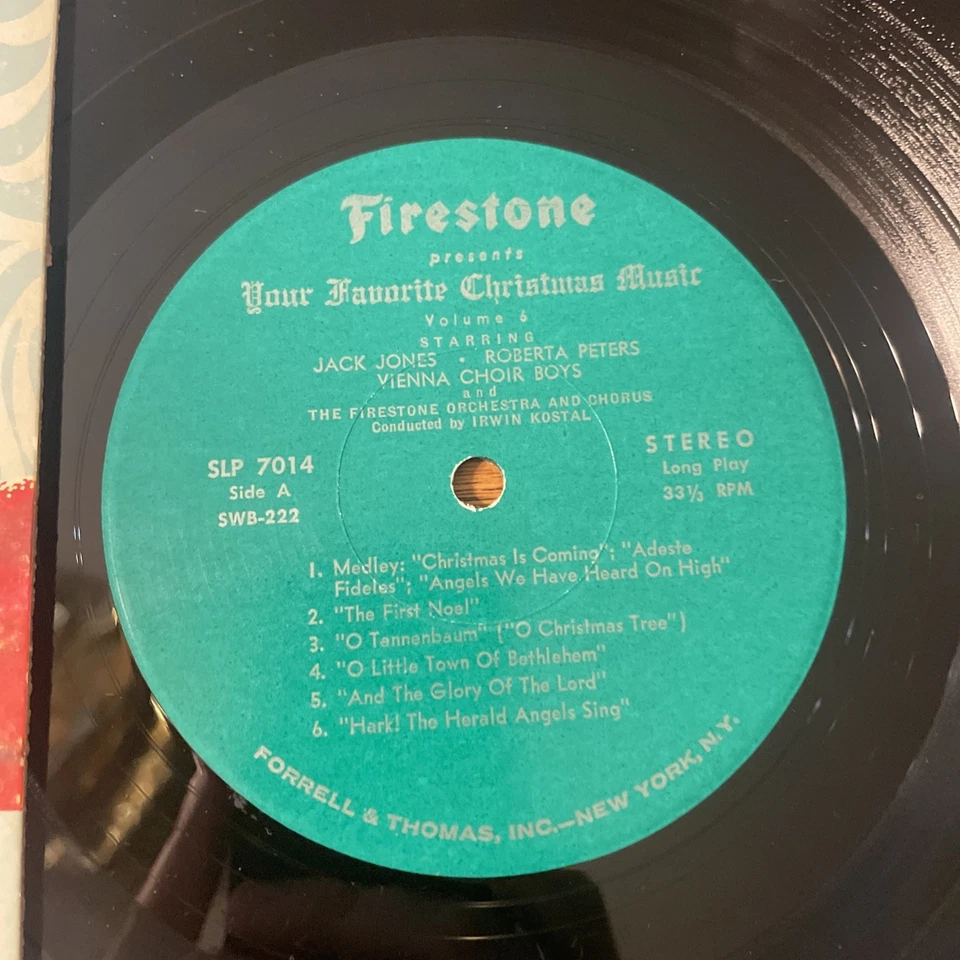 Firestone
presents
Your Favorite Christmas Music
Volume 6
STARRING
JACK JONES • ROBERTA PETERS
VIENNA CHOIR BOYS
and
THE FIRESTONE ORCHESTRA AND CHORUS
Conducted by IRWIN KOSTAL
SLP 7014
Side A
SWB-222
STEREO
Long Play
33⅓ RPM
1. Medley: "Christmas Is Coming"; "Adeste
Fideles"; "Angels We Have Heard On High"
2. "The First Noel"
3. "O Tannenbaum" ("O Christmas Tree")
4. "O Little Town Of Bethlehem"
5. "And The Glory Of The Lord"
6. "Hark! The Herald Angels Sing"
FORRELL & THOMAS, INC.—NEW YORK, N.Y.